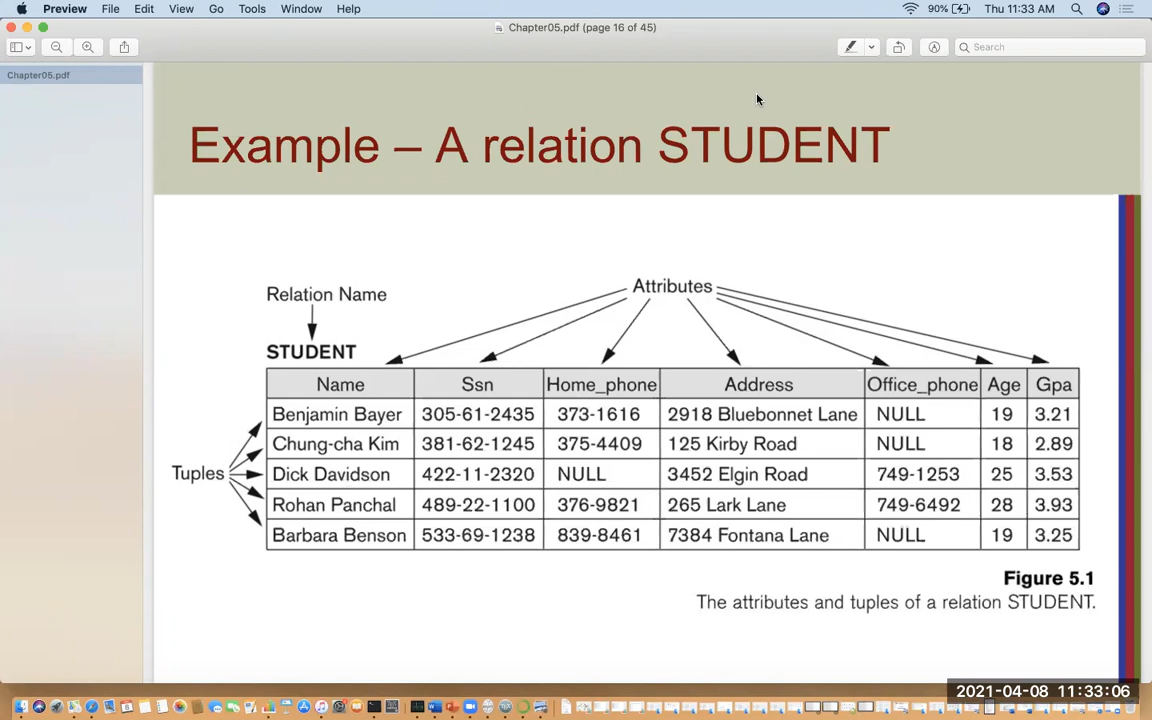 Preview File Edit View Go Tools Window Help 90% Thu 11:33 AM
Chapter05.pdf (page 16 of 45)
Search
Chapter05.pdf
Example – A relation STUDENT
Relation Name
Attributes
STUDENT
Name Ssn Home_phone Address Office_phone Age Gpa
Benjamin Bayer 305-61-2435 373-1616 2918 Bluebonnet Lane NULL 19 3.21
Chung-cha Kim 381-62-1245 375-4409 125 Kirby Road NULL 18 2.89
Tuples
Dick Davidson 422-11-2320 NULL 3452 Elgin Road 749-1253 25 3.53
Rohan Panchal 489-22-1100 376-9821 265 Lark Lane 749-6492 28 3.93
Barbara Benson 533-69-1238 839-8461 7384 Fontana Lane NULL 19 3.25
Figure 5.1
The attributes and tuples of a relation STUDENT.
2021-04-08 11:33:06